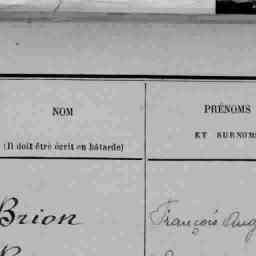 NOM
PRÉNOMS
ET SURNOMS
(Il doit être écrit en bâtarde)
Brion
François Aug